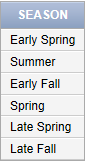 SEASON
Early Spring
Summer
Early Fall
Spring
Late Spring
Late Fall